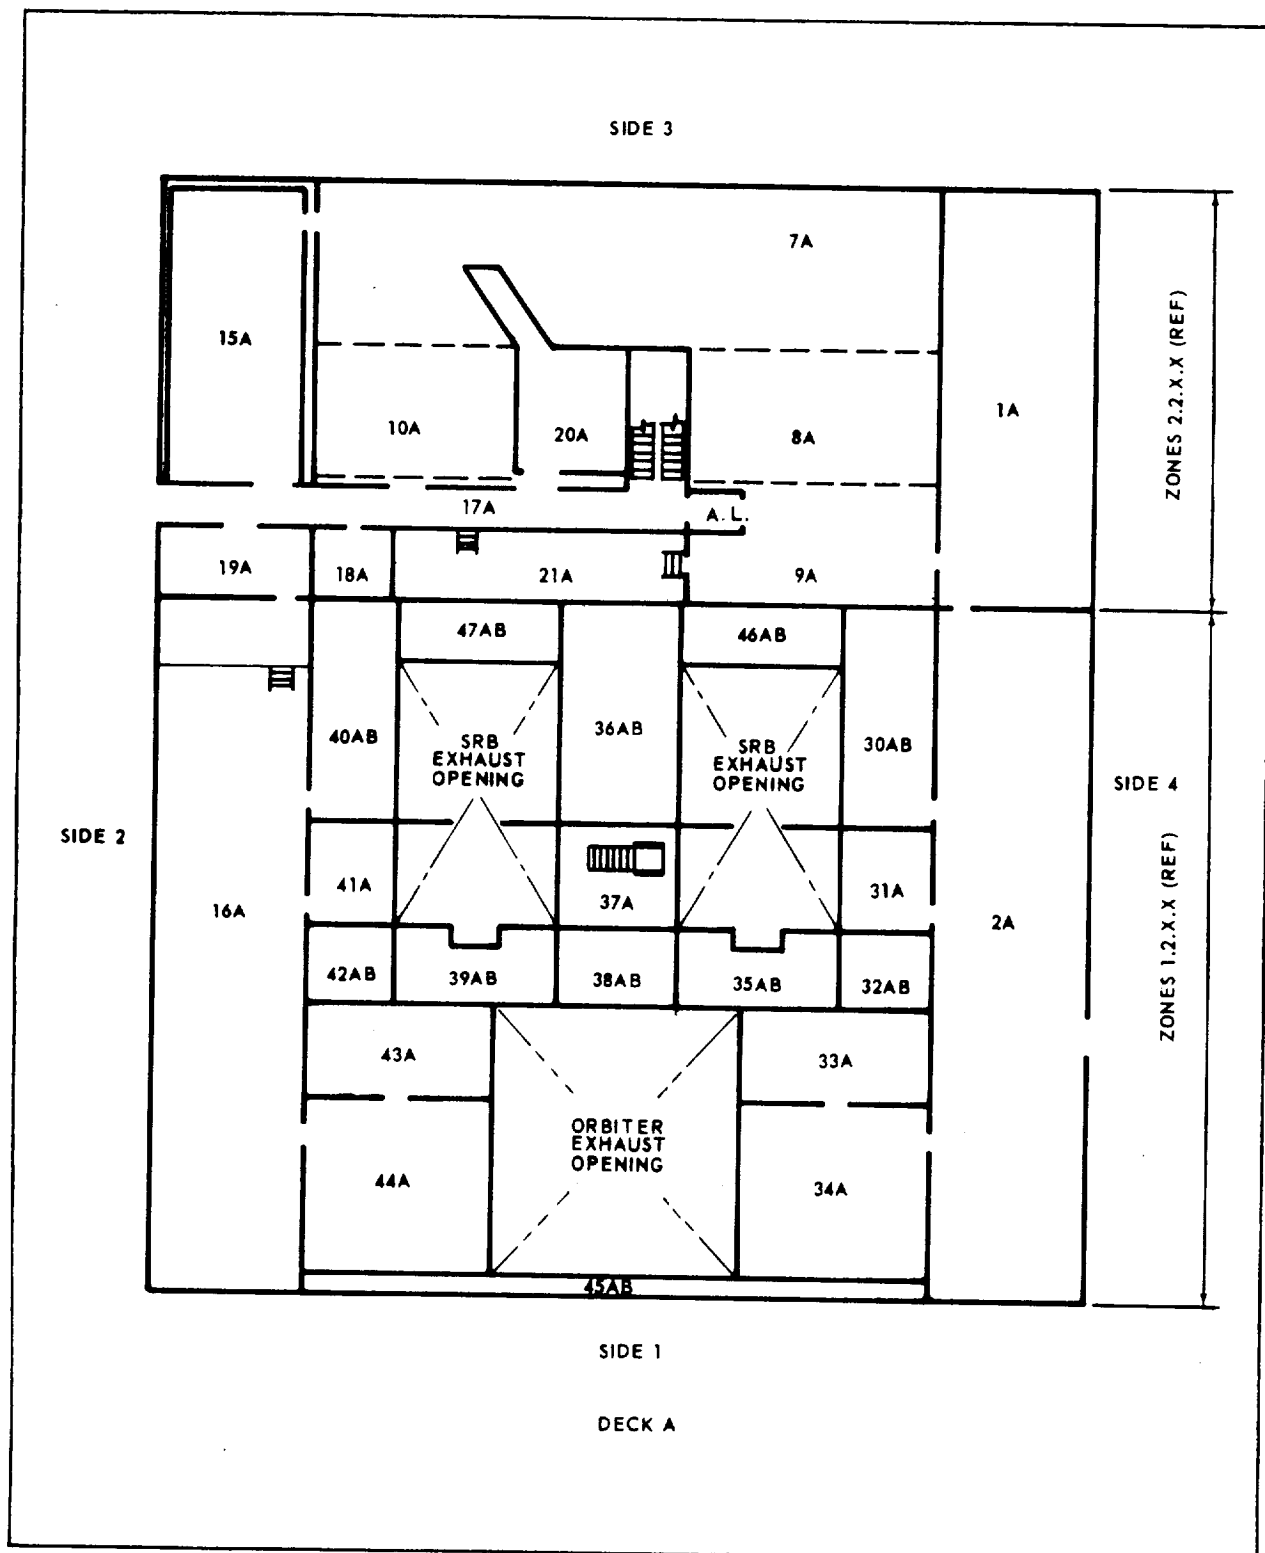 SIDE 3
7A
15A
1A
ZONES 2.2.X.X (REF)
10A
20A
8A
17A
A.L.
19A
18A
21A
9A
47AB
46AB
40AB
SRB
EXHAUST
OPENING
36AB
SRB
EXHAUST
OPENING
30AB
SIDE 4
SIDE 2
41A
37A
31A
16A
2A
ZONES 1.2.X.X (REF)
42AB
39AB
38AB
35AB
32AB
43A
33A
ORBITER
EXHAUST
OPENING
44A
34A
45AB
SIDE 1
DECK A